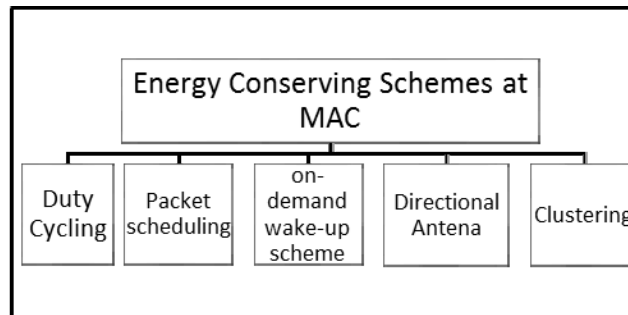 Energy Conserving Schemes at
MAC
Duty
Cycling
Packet
scheduling
on-
demand
wake-up
scheme
Directional
Antena
Clustering